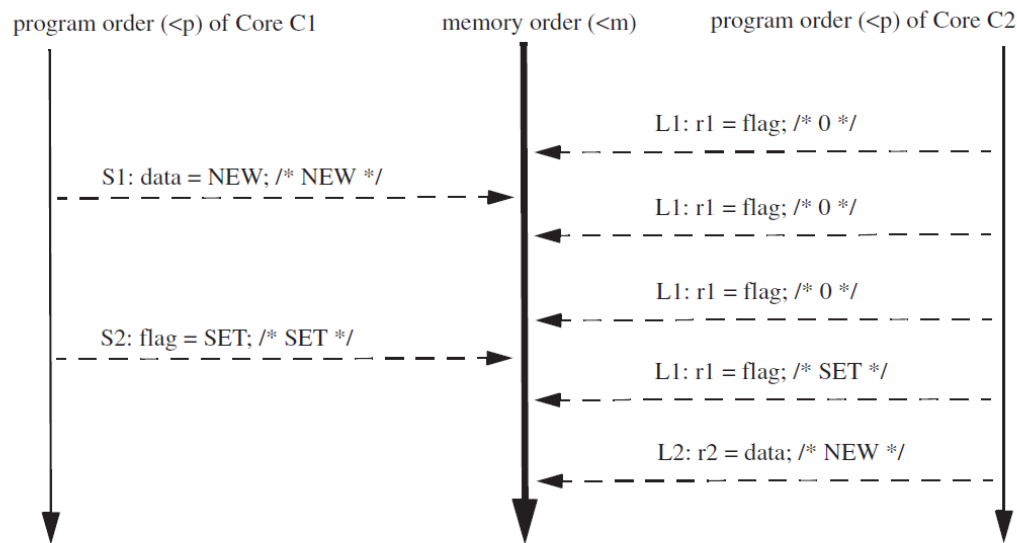 program order (<p) of Core C1
memory order (<m)
program order (<p) of Core C2
L1: r1 = flag; /* 0 */
S1: data = NEW; /* NEW */
L1: r1 = flag; /* 0 */
L1: r1 = flag; /* 0 */
S2: flag = SET; /* SET */
L1: r1 = flag; /* SET */
L2: r2 = data; /* NEW */